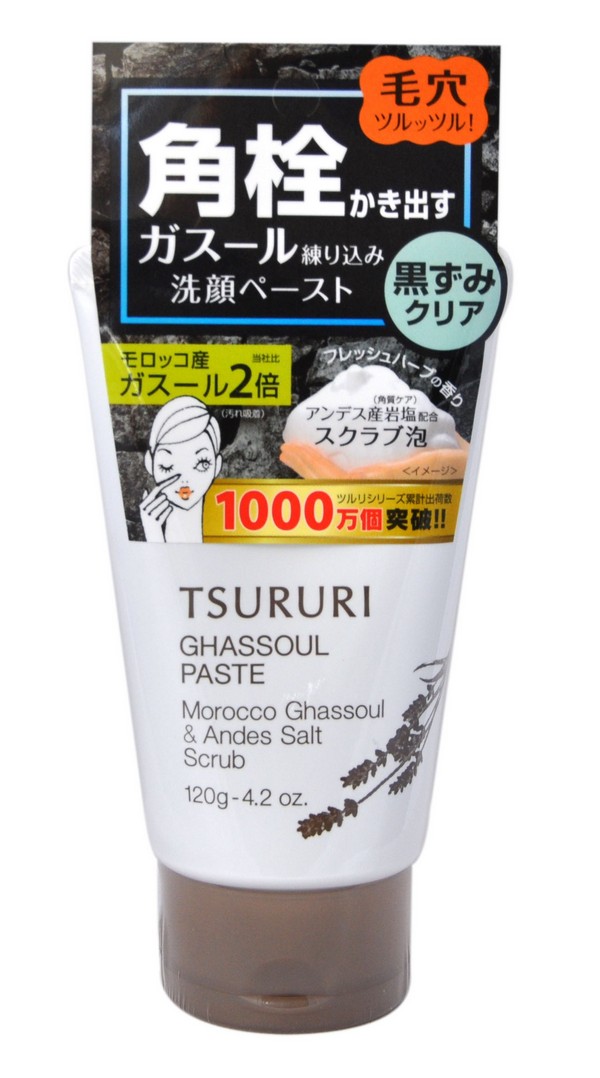 毛穴
ツルッツル!
角栓かき出す
ガスール練り込み
洗顔ペースト
黒ずみ
クリア
モロッコ産 当社比
ガスール2倍
(汚れ吸着)
フレッシュハーブの香り
(角質ケア)
アンデス産岩塩配合
スクラブ泡
<イメージ>
ツルリシリーズ累計出荷数
1000万個突破!!
TSURURI
GHASSOUL
PASTE
Morocco Ghassoul
& Andes Salt
Scrub
120g-4.2 oz.